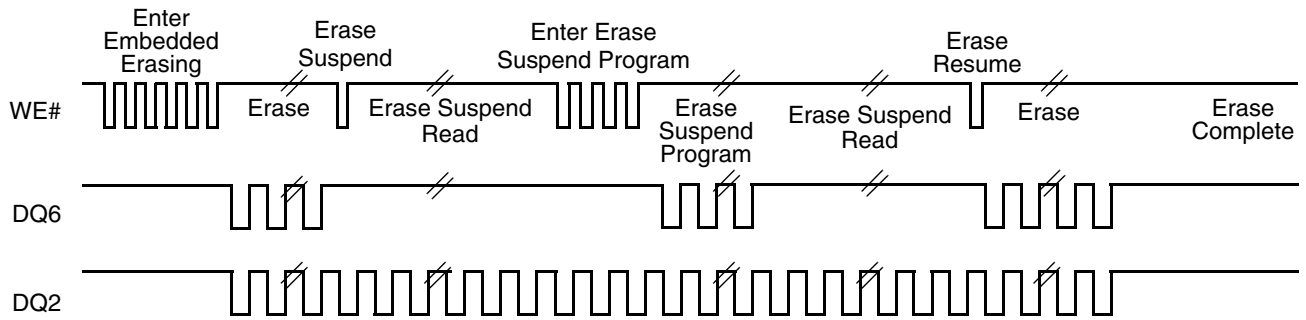 Enter
Embedded
Erasing
Erase
Suspend
Enter Erase
Suspend Program
Erase
Resume
WE#
Erase
Erase Suspend
Read
Erase
Suspend
Program
Erase Suspend
Read
Erase
Erase
Complete
DQ6
DQ2